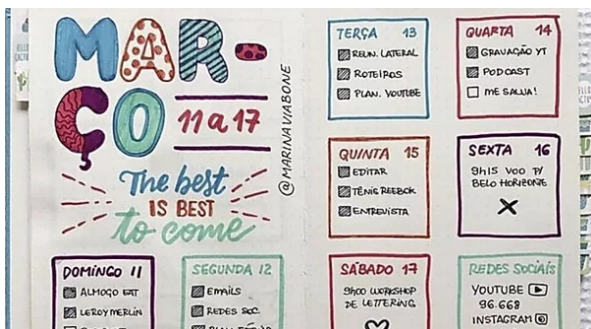 MAR-
ÇO 11 a 17
The best
IS BEST
to come
@MARINAVIABONE
DOMINGO 11
ALMOÇO EXT
LEROY MERLIN
SEGUNDA 12
EMAILS
REDES SOC.
TERÇA 13
REUN. LATERAL
ROTEIROS
PLAN. YOUTUBE
QUARTA 14
GRAVAÇÃO YT
PODCAST
ME SALVA!
QUINTA 15
EDITAR
TÊNIS REEBOK
ENTREVISTA
SEXTA 16
9h15 VOO P/
BELO HORIZONTE
SÁBADO 17
9h00 WORKSHOP
DE LETTERING
REDES SOCIAIS
YOUTUBE
96.668
INSTAGRAM